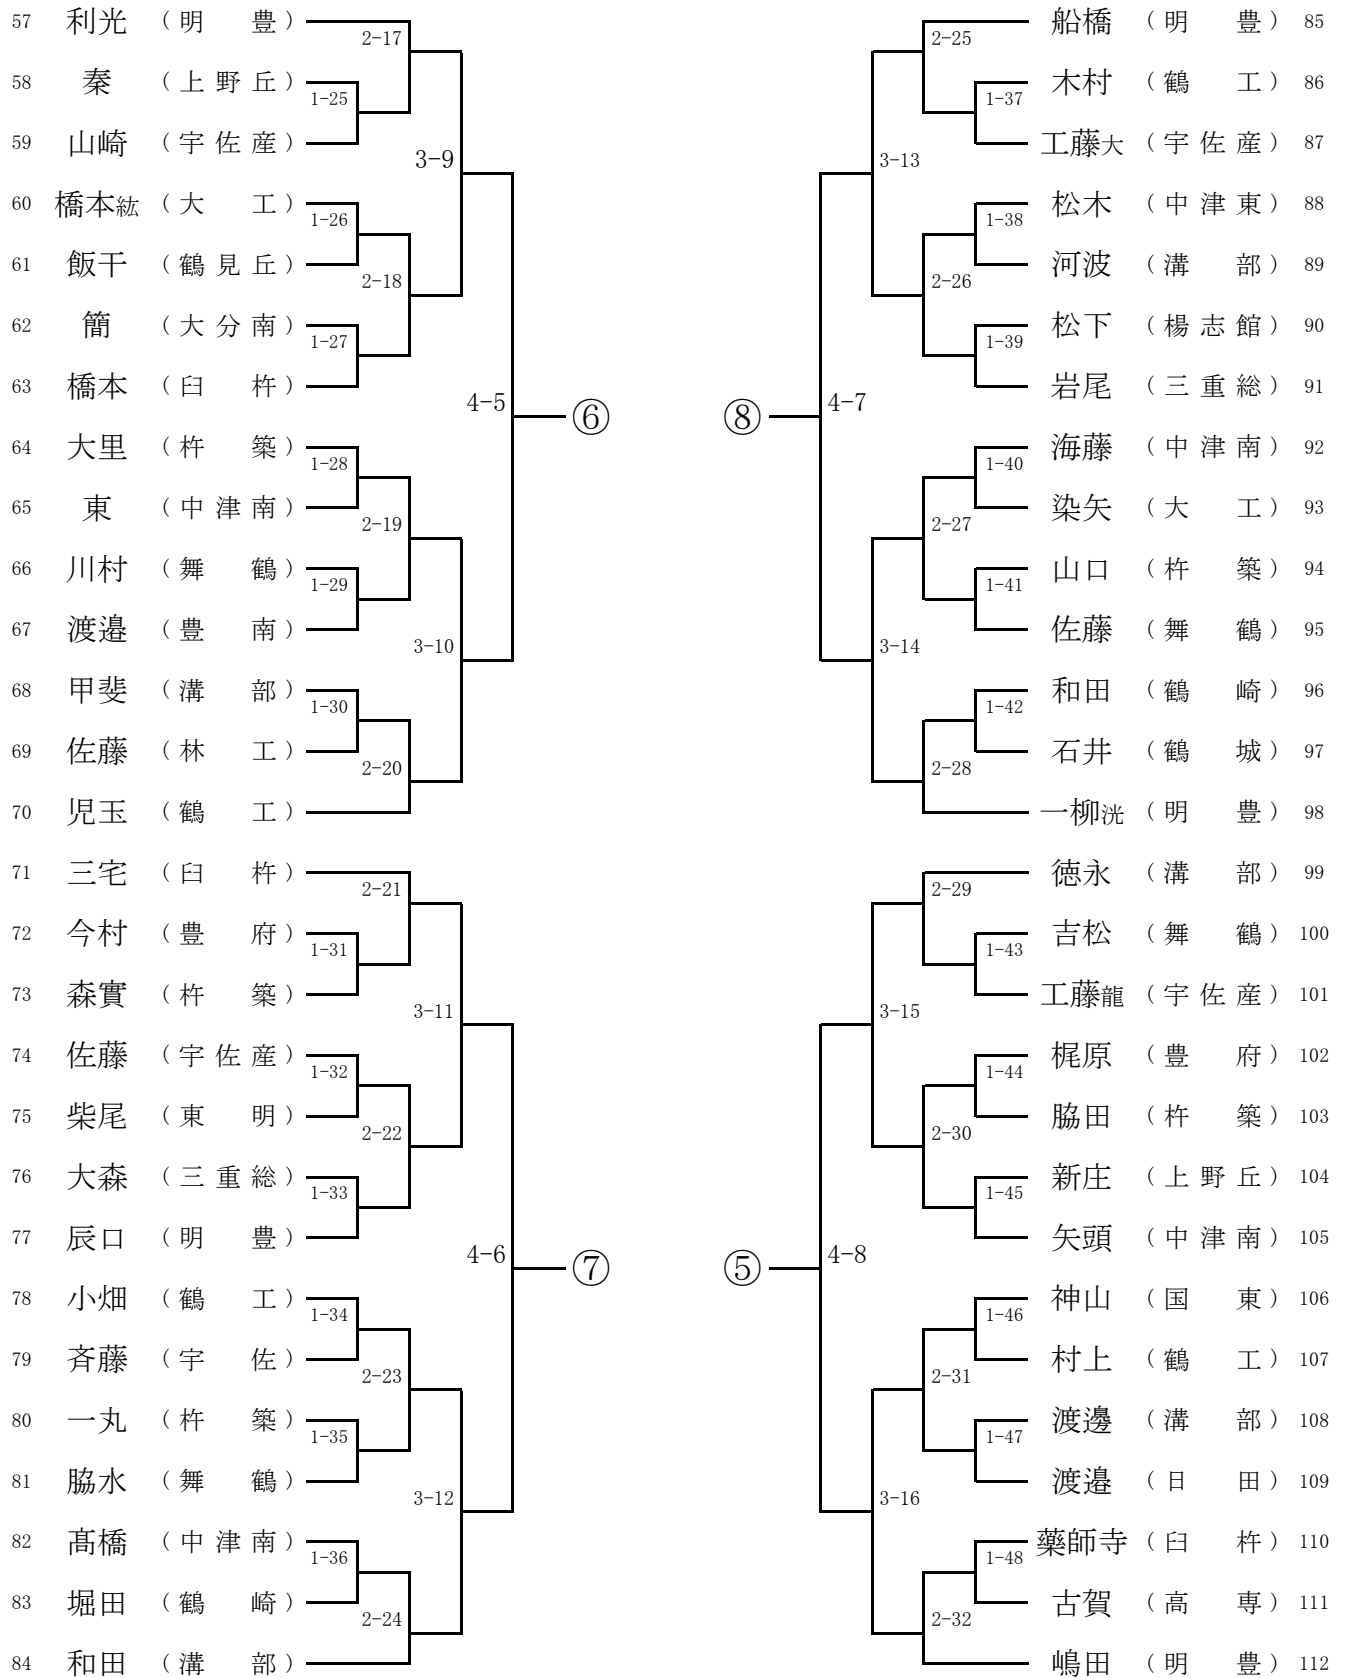 57 利光 （明　豊） 2-17
58 秦 （上野丘） 1-25
59 山崎 （宇佐産） 3-9
60 橋本紘 （大　工） 1-26
61 飯干 （鶴見丘） 2-18
62 簡 （大分南） 1-27
63 橋本 （臼　杵） 4-5 ⑥
64 大里 （杵　築） 1-28
65 東 （中津南） 2-19
66 川村 （舞　鶴） 1-29
67 渡邉 （豊　南） 3-10
68 甲斐 （溝　部） 1-30
69 佐藤 （林　工） 2-20
70 児玉 （鶴　工）
71 三宅 （臼　杵） 2-21
72 今村 （豊　府） 1-31
73 森實 （杵　築） 3-11
74 佐藤 （宇佐産） 1-32
75 柴尾 （東　明） 2-22
76 大森 （三重総） 1-33
77 辰口 （明　豊） 4-6 ⑦
78 小畑 （鶴　工） 1-34
79 斉藤 （宇　佐） 2-23
80 一丸 （杵　築） 1-35
81 脇水 （舞　鶴） 3-12
82 髙橋 （中津南） 1-36
83 堀田 （鶴　崎） 2-24
84 和田 （溝　部）
2-25 船橋 （明　豊） 85
1-37 木村 （鶴　工） 86
3-13 工藤大 （宇佐産） 87
1-38 松木 （中津東） 88
2-26 河波 （溝　部） 89
1-39 松下 （楊志館） 90
⑧ 4-7 岩尾 （三重総） 91
1-40 海藤 （中津南） 92
2-27 染矢 （大　工） 93
1-41 山口 （杵　築） 94
3-14 佐藤 （舞　鶴） 95
1-42 和田 （鶴　崎） 96
2-28 石井 （鶴　城） 97
一柳洸 （明　豊） 98
2-29 徳永 （溝　部） 99
1-43 吉松 （舞　鶴） 100
3-15 工藤龍 （宇佐産） 101
1-44 梶原 （豊　府） 102
2-30 脇田 （杵　築） 103
1-45 新庄 （上野丘） 104
⑤ 4-8 矢頭 （中津南） 105
1-46 神山 （国　東） 106
2-31 村上 （鶴　工） 107
1-47 渡邊 （溝　部） 108
3-16 渡邉 （日　田） 109
1-48 藥師寺 （臼　杵） 110
2-32 古賀 （高　専） 111
嶋田 （明　豊） 112